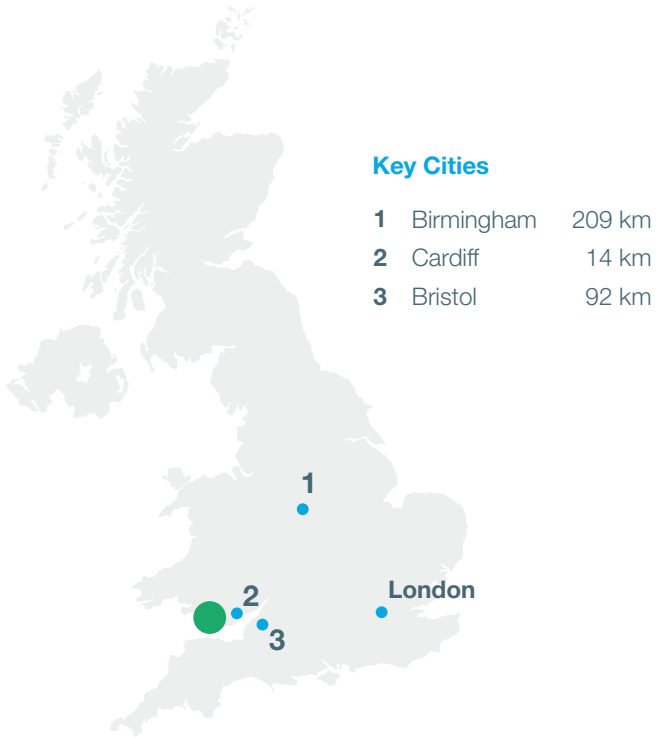 Key Cities
1 Birmingham 209 km
2 Cardiff 14 km
3 Bristol 92 km
1
London
2
3